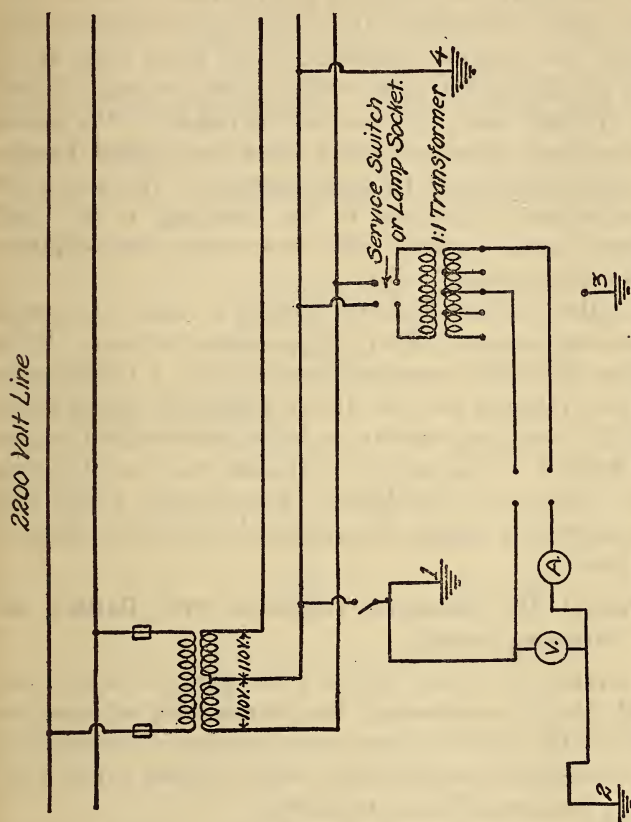 2200 Volt Line
Service Switch
or Lamp Socket.
1:1 Transformer
4
3
110V. 110V.
1
A.
V.
2